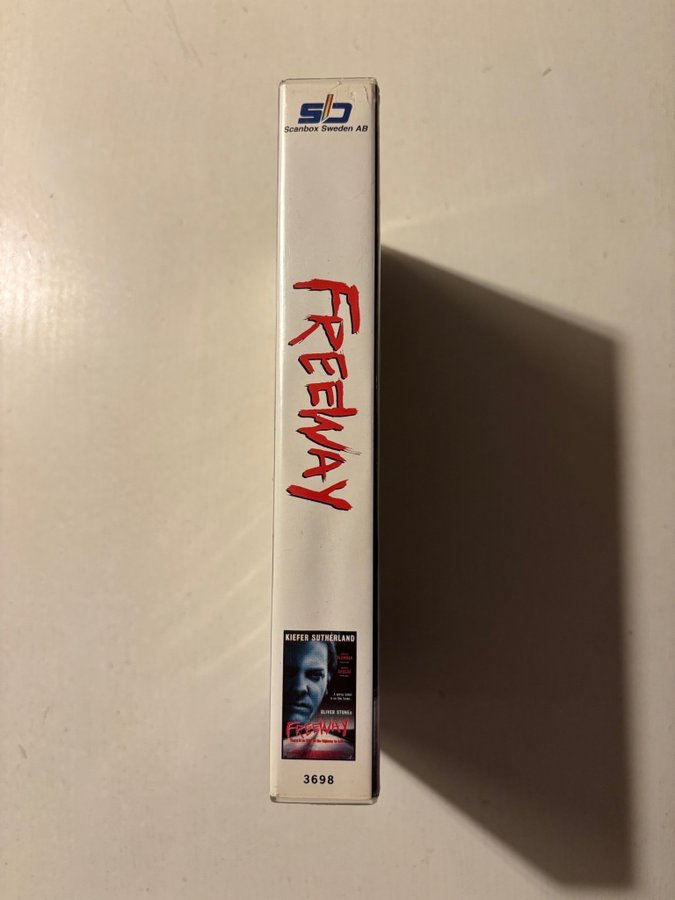 sb
Scanbox Sweden AB
FREEWAY
KIEFER SUTHERLAND
OLIVER STONE
FREEWAY
3698